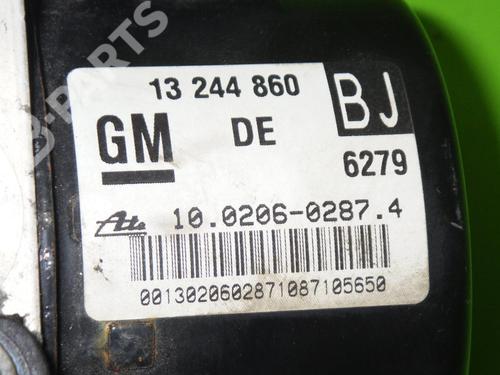 B-PARTS
13 244 860
BJ
GM DE
6279
Ate 10.0206-0287.4
0013020602871087105650